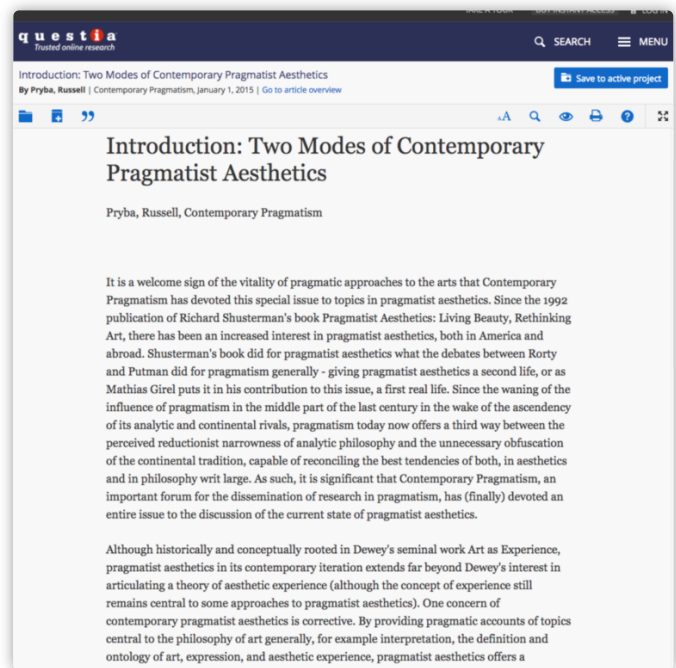 TAKE A TOUR GET INSTANT ACCESS LOG IN
questia
Trusted online research
SEARCH
MENU
Introduction: Two Modes of Contemporary Pragmatist Aesthetics
By Pryba, Russell | Contemporary Pragmatism, January 1, 2015 | Go to article overview
Save to active project
AA
Introduction: Two Modes of Contemporary
Pragmatist Aesthetics
Pryba, Russell, Contemporary Pragmatism
It is a welcome sign of the vitality of pragmatic approaches to the arts that Contemporary
Pragmatism has devoted this special issue to topics in pragmatist aesthetics. Since the 1992
publication of Richard Shusterman's book Pragmatist Aesthetics: Living Beauty, Rethinking
Art, there has been an increased interest in pragmatist aesthetics, both in America and
abroad. Shusterman's book did for pragmatist aesthetics what the debates between Rorty
and Putman did for pragmatism generally - giving pragmatist aesthetics a second life, or as
Mathias Girel puts it in his contribution to this issue, a first real life. Since the waning of the
influence of pragmatism in the middle part of the last century in the wake of the ascendency
of its analytic and continental rivals, pragmatism today now offers a third way between the
perceived reductionist narrowness of analytic philosophy and the unnecessary obfuscation
of the continental tradition, capable of reconciling the best tendencies of both, in aesthetics
and in philosophy writ large. As such, it is significant that Contemporary Pragmatism, an
important forum for the dissemination of research in pragmatism, has (finally) devoted an
entire issue to the discussion of the current state of pragmatist aesthetics.
Although historically and conceptually rooted in Dewey's seminal work Art as Experience,
pragmatist aesthetics in its contemporary iteration extends far beyond Dewey's interest in
articulating a theory of aesthetic experience (although the concept of experience still
remains central to some approaches to pragmatist aesthetics). One concern of
contemporary pragmatist aesthetics is corrective. By providing pragmatic accounts of topics
central to the philosophy of art generally, for example interpretation, the definition and
ontology of art, expression, and aesthetic experience, pragmatist aesthetics offers a